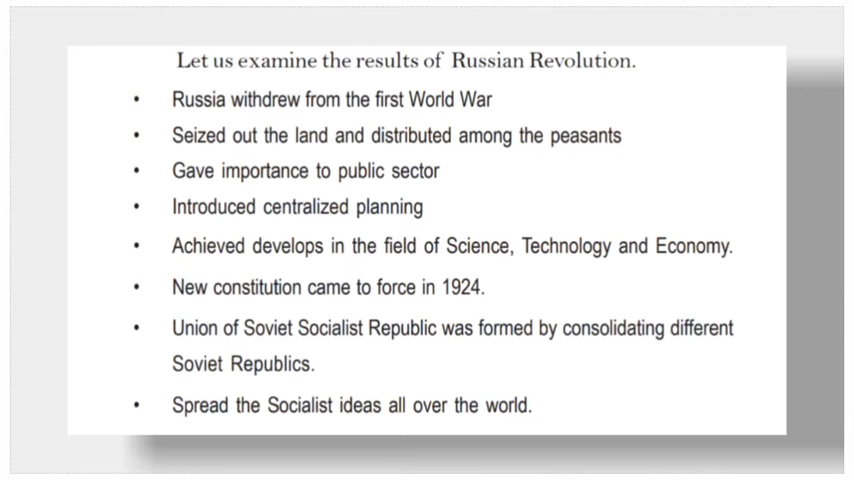 Let us examine the results of Russian Revolution.
• Russia withdrew from the first World War
• Seized out the land and distributed among the peasants
• Gave importance to public sector
• Introduced centralized planning
• Achieved develops in the field of Science, Technology and Economy.
• New constitution came to force in 1924.
• Union of Soviet Socialist Republic was formed by consolidating different
Soviet Republics.
• Spread the Socialist ideas all over the world.